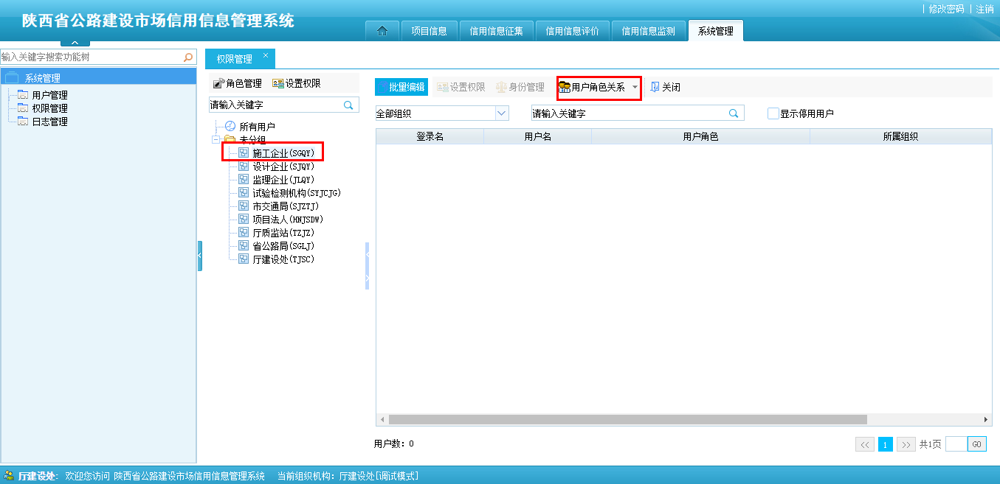 修改密码 注销
陕西省公路建设市场信用信息管理系统
项目信息 信用信息征集 信用信息评价 信用信息监测 系统管理
输入关键字搜索功能树
系统管理
用户管理
权限管理
日志管理
权限管理
角色管理 设置权限
请输入关键字
所有用户
未分组
施工企业(SGQY)
设计企业(SJQY)
监理企业(JLQY)
试验检测机构(SYJCJG)
市交通局(SJZTJ)
项目法人(HNJSDW)
厅质监站(TZJZ)
省公路局(SGLJ)
厅建设处(TJSC)
批量编辑 设置权限 身份管理 用户角色关系 关闭
全部组织 请输入关键字 显示停用用户
登录名 用户名 用户角色 所属组织
用户数：0
<< 1 >> 共1页 GO
厅建设处： 欢迎您访问 陕西省公路建设市场信用信息管理系统 当前组织机构：厅建设处[调试模式]